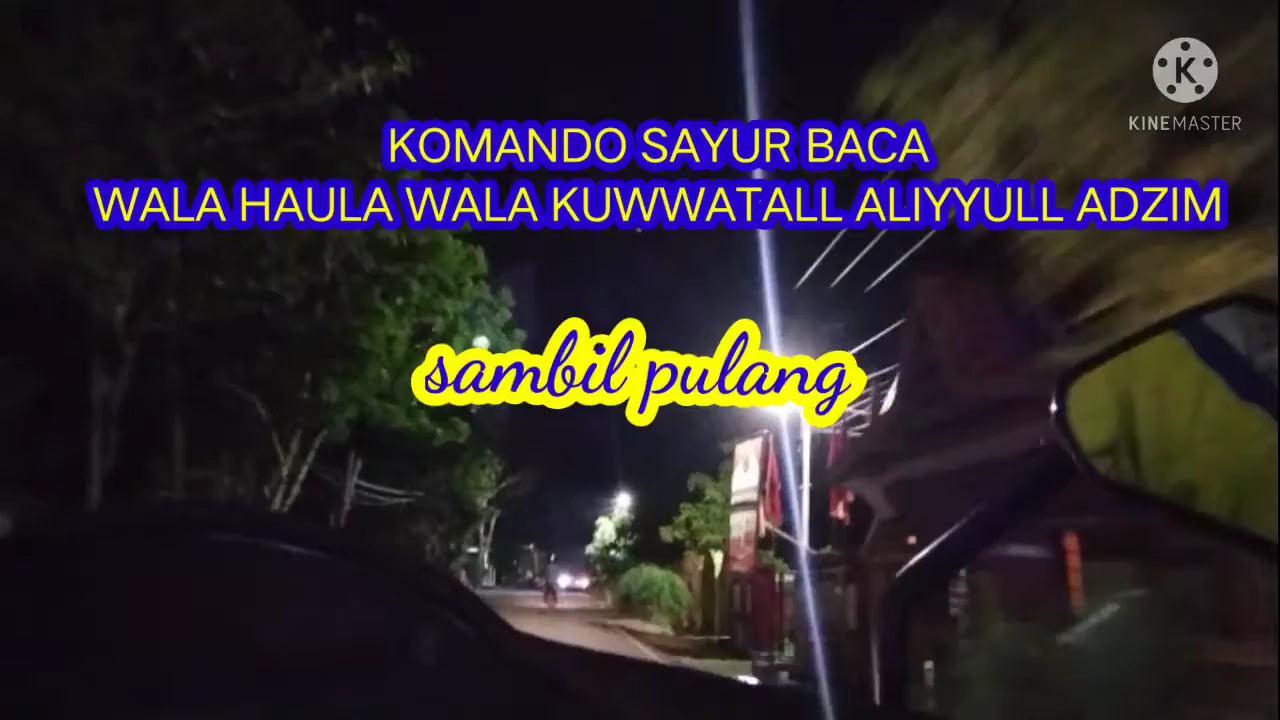 KINEMASTER
KOMANDO SAYUR BACA
WALA HAULA WALA KUWWATALL ALIYYULL ADZIM
sambil pulang